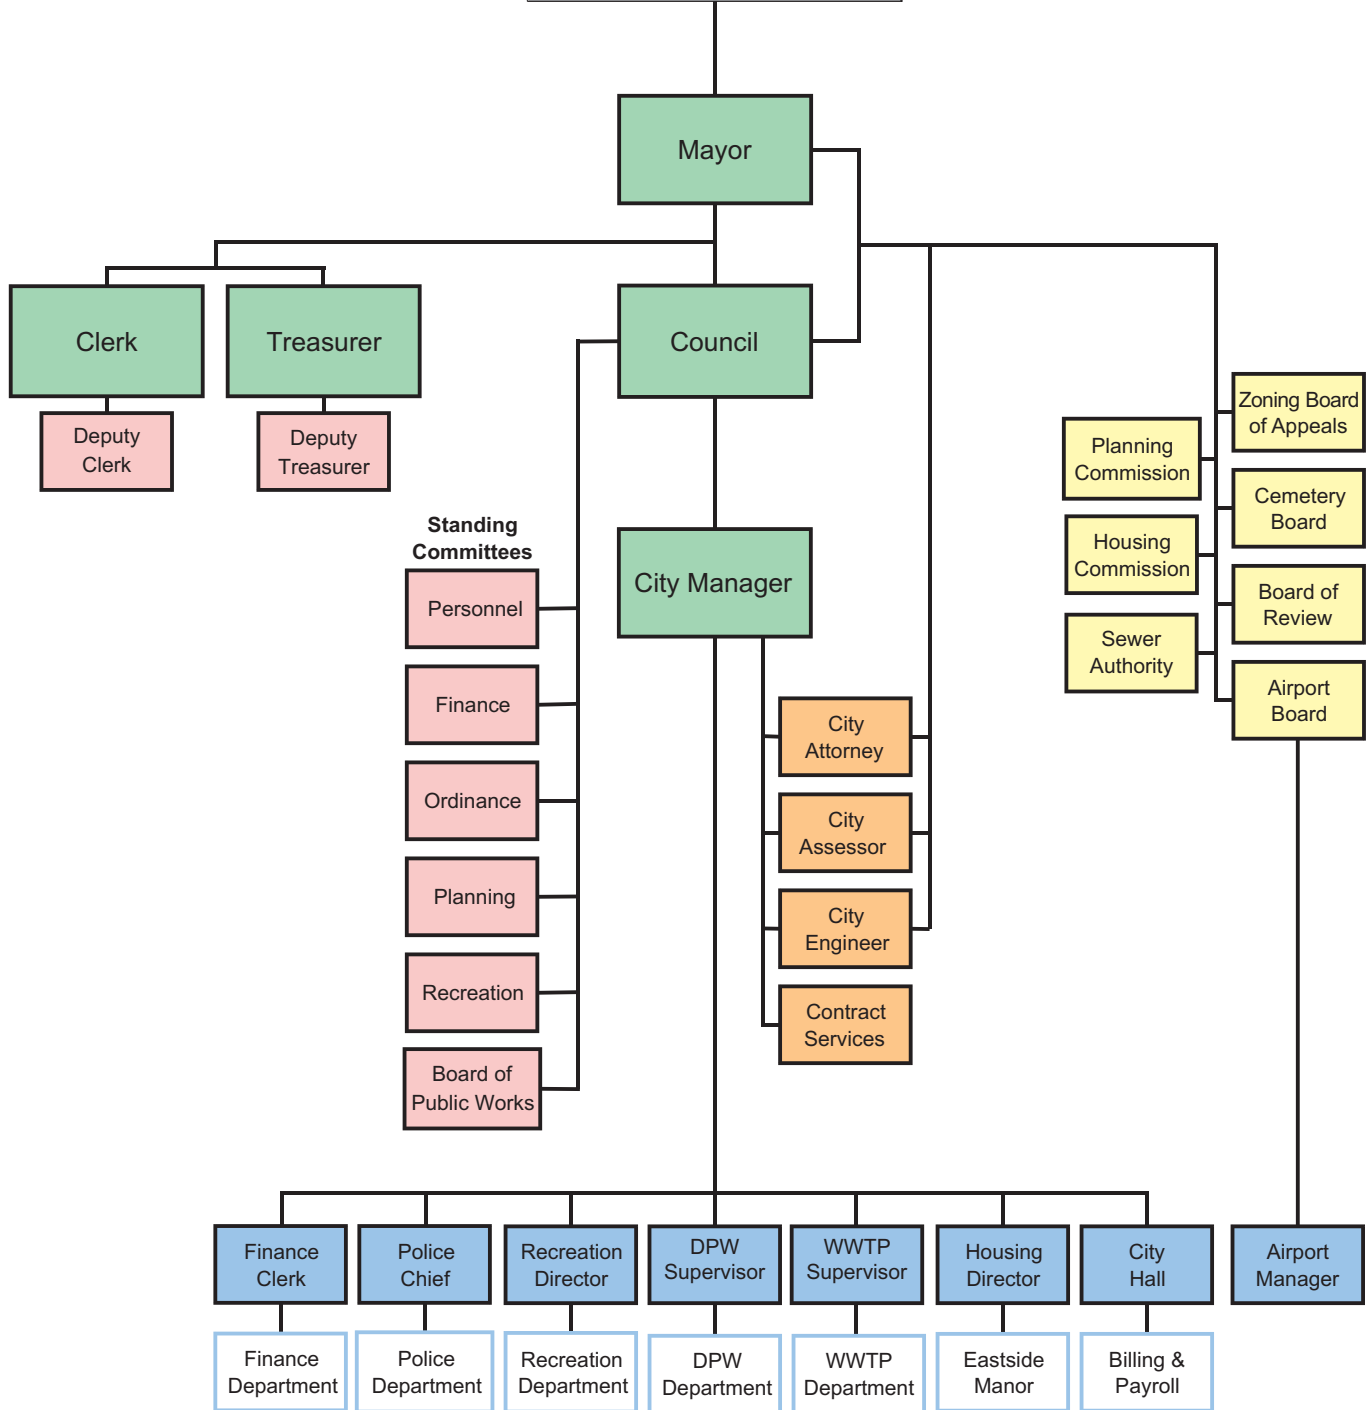 Mayor
Clerk
Treasurer
Council
Deputy
Clerk
Deputy
Treasurer
Zoning Board
of Appeals
Planning
Commission
Cemetery
Board
Housing
Commission
Board of
Review
Sewer
Authority
Airport
Board
Standing
Committees
Personnel
Finance
Ordinance
Planning
Recreation
Board of
Public Works
City Manager
City
Attorney
City
Assessor
City
Engineer
Contract
Services
Finance
Clerk
Police
Chief
Recreation
Director
DPW
Supervisor
WWTP
Supervisor
Housing
Director
City
Hall
Airport
Manager
Finance
Department
Police
Department
Recreation
Department
DPW
Department
WWTP
Department
Eastside
Manor
Billing &
Payroll